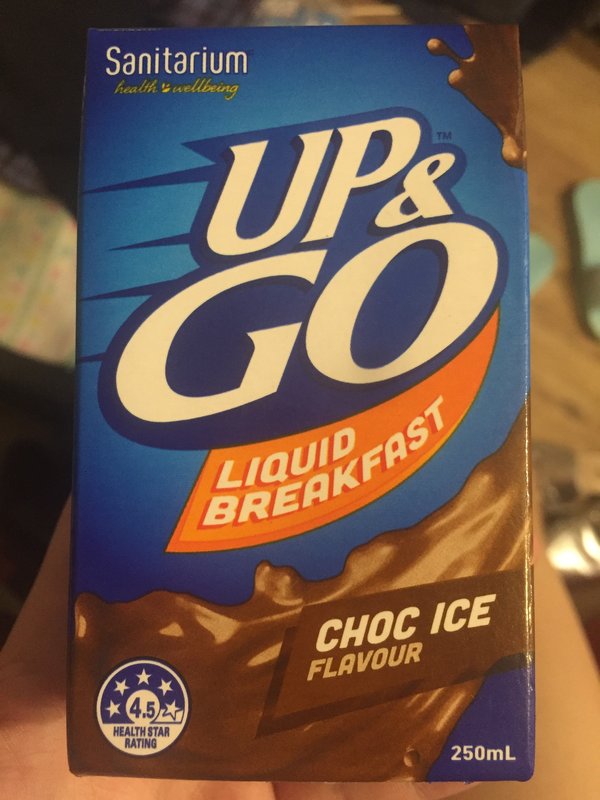 Sanitarium
health & wellbeing
UP&
™
GO
LIQUID
BREAKFAST
CHOC ICE
FLAVOUR
4.5
HEALTH STAR
RATING
250mL